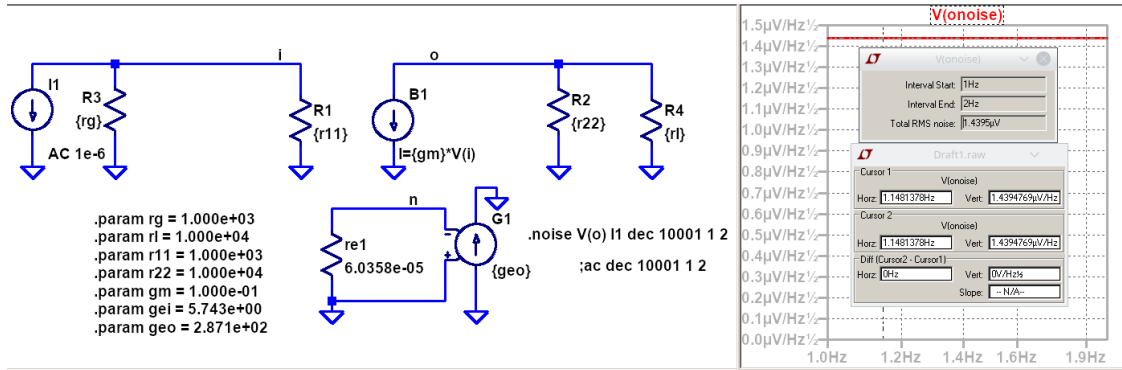 i
o
I1
R3
{rg}
AC 1e-6
R1
{r11}
B1
I={gm}*V(i)
R2
{r22}
R4
{rl}
n
re1
6.0358e-05
G1
{geo}
.noise V(o) I1 dec 10001 1 2
;ac dec 10001 1 2
.param rg = 1.000e+03
.param rl = 1.000e+04
.param r11 = 1.000e+03
.param r22 = 1.000e+04
.param gm = 1.000e-01
.param gei = 5.743e+00
.param geo = 2.871e+02
V(onoise)
1.5µV/Hz½
1.4µV/Hz½
1.3µV/Hz½
1.2µV/Hz½
1.1µV/Hz½
1.0µV/Hz½
0.9µV/Hz½
0.8µV/Hz½
0.7µV/Hz½
0.6µV/Hz½
0.5µV/Hz½
0.4µV/Hz½
0.3µV/Hz½
0.2µV/Hz½
0.1µV/Hz½
0.0µV/Hz½
1.0Hz 1.2Hz 1.4Hz 1.6Hz 1.9Hz
V(onoise)
Interval Start: 1Hz
Interval End: 2Hz
Total RMS noise: 1.4395µV
Draft1.raw
Cursor 1
V(onoise)
Horz: 1.1481378Hz Vert: 1.4394769µV/Hz
Cursor 2
V(onoise)
Horz: 1.1481378Hz Vert: 1.4394769µV/Hz
Diff (Cursor2 - Cursor1)
Horz: 0Hz Vert: 0V/Hz½
Slope: -- N/A--